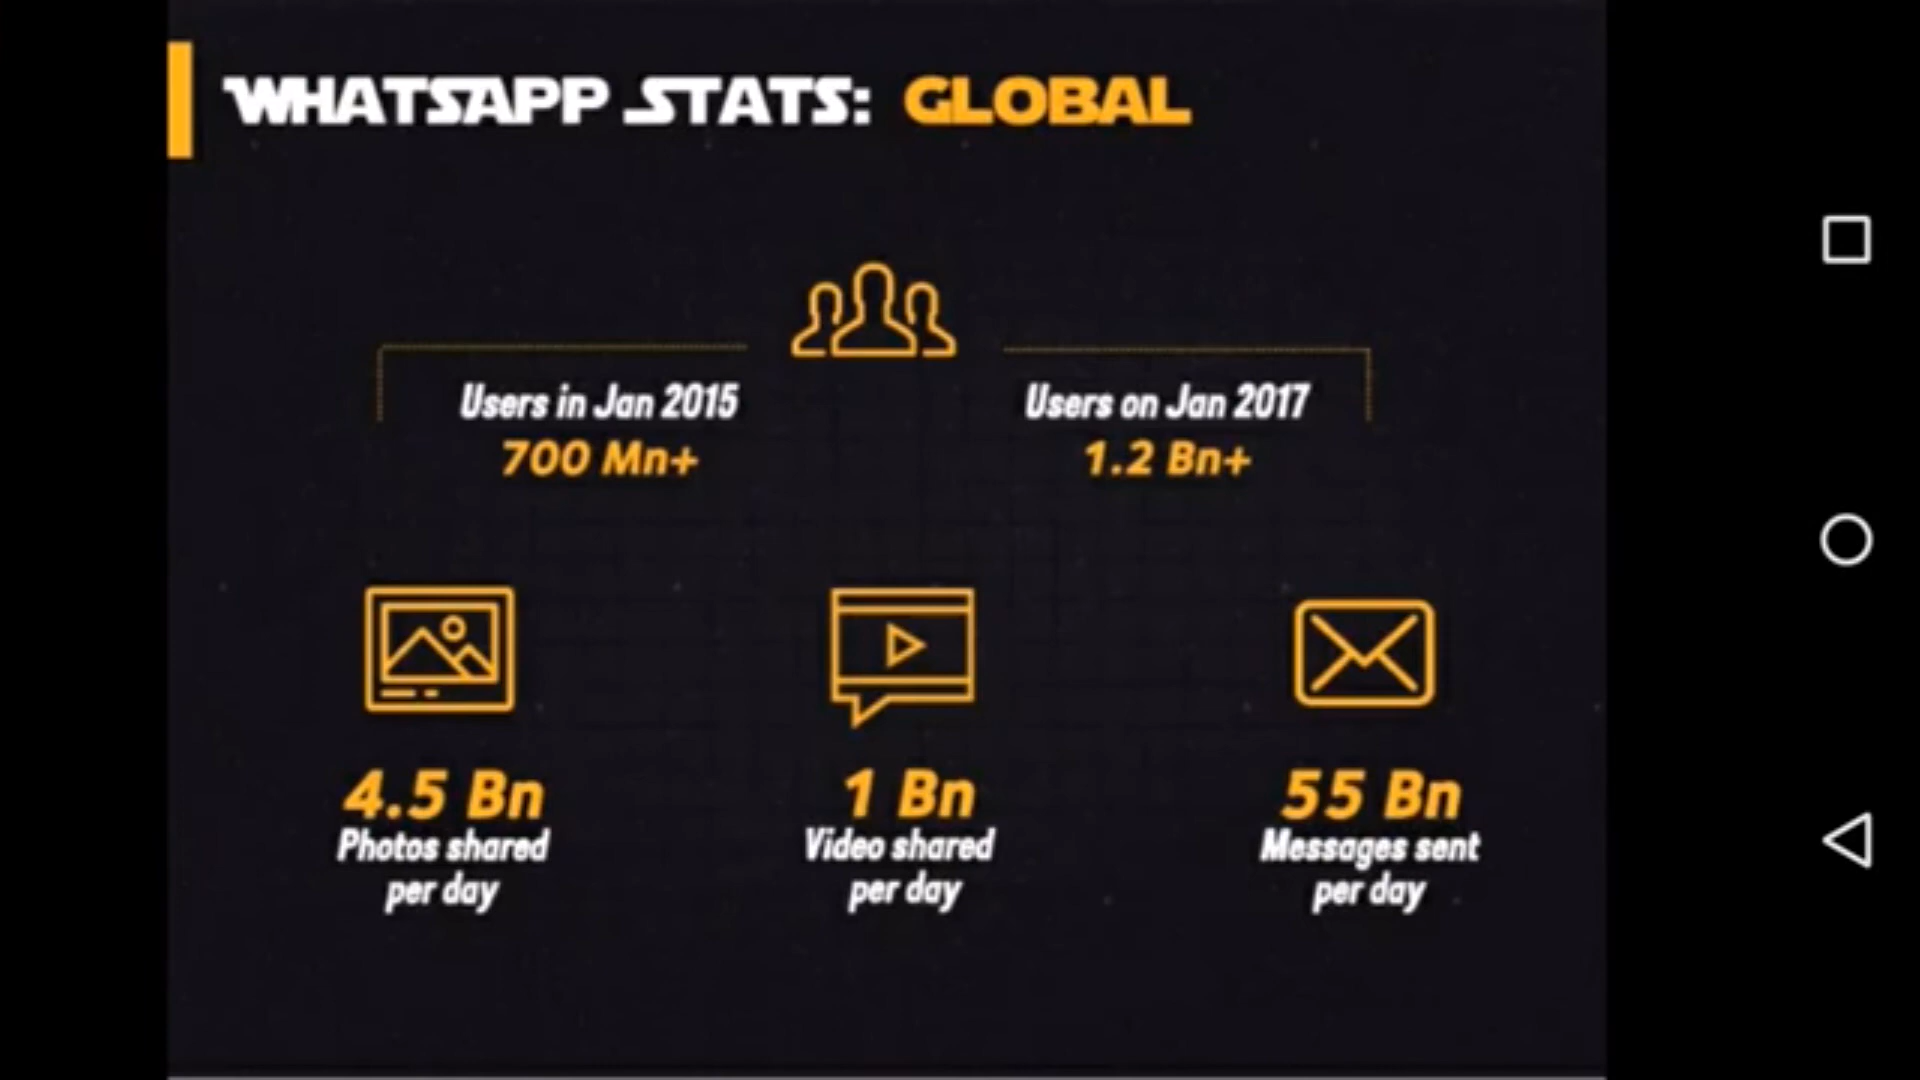 WHATSAPP STATS: GLOBAL
Users in Jan 2015
700 Mn+
Users on Jan 2017
1.2 Bn+
4.5 Bn
Photos shared
per day
1 Bn
Video shared
per day
55 Bn
Messages sent
per day